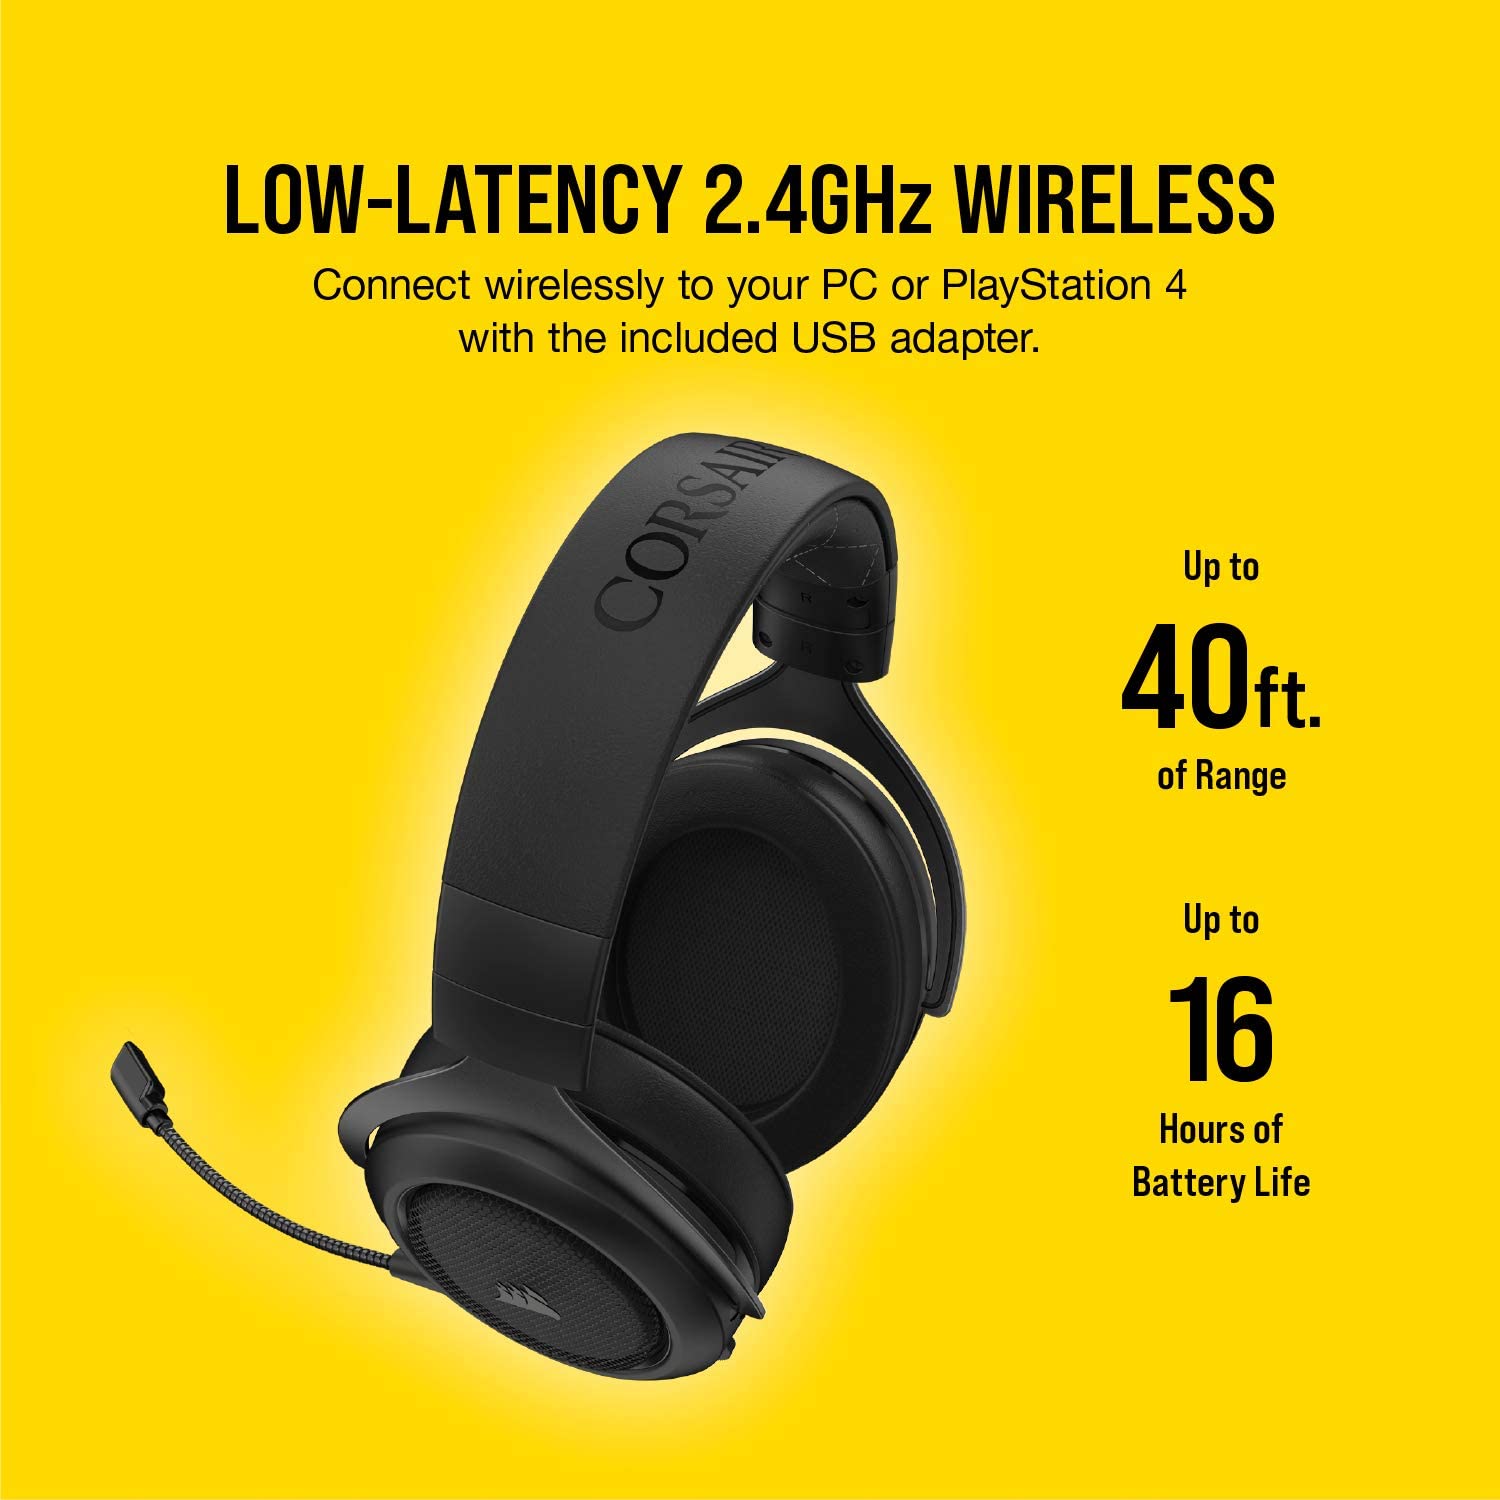 LOW-LATENCY 2.4GHz WIRELESS
Connect wirelessly to your PC or PlayStation 4
with the included USB adapter.
CORSAIR
R
R
Up to
40ft.
of Range
Up to
16
Hours of
Battery Life